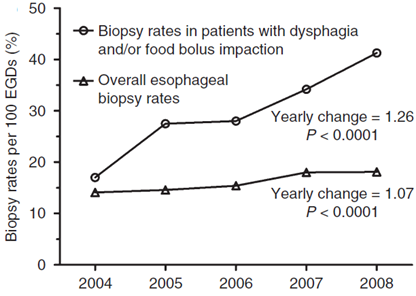 50
40
30
20
10
0
Biopsy rates per 100 EGDs (%)
Biopsy rates in patients with dysphagia
and/or food bolus impaction
Overall esophageal
biopsy rates
Yearly change = 1.26
P < 0.0001
Yearly change = 1.07
P < 0.0001
2004 2005 2006 2007 2008